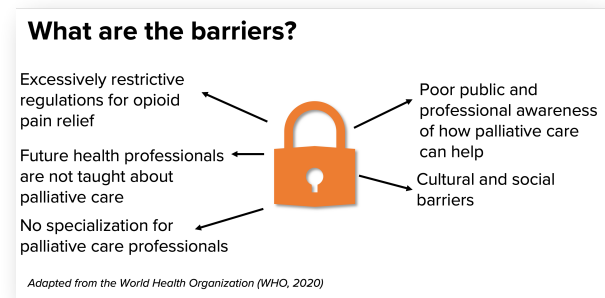 What are the barriers?
Excessively restrictive
regulations for opioid
pain relief
Future health professionals
are not taught about
palliative care
No specialization for
palliative care professionals
Poor public and
professional awareness
of how palliative care
can help
Cultural and social
barriers
Adapted from the World Health Organization (WHO, 2020)